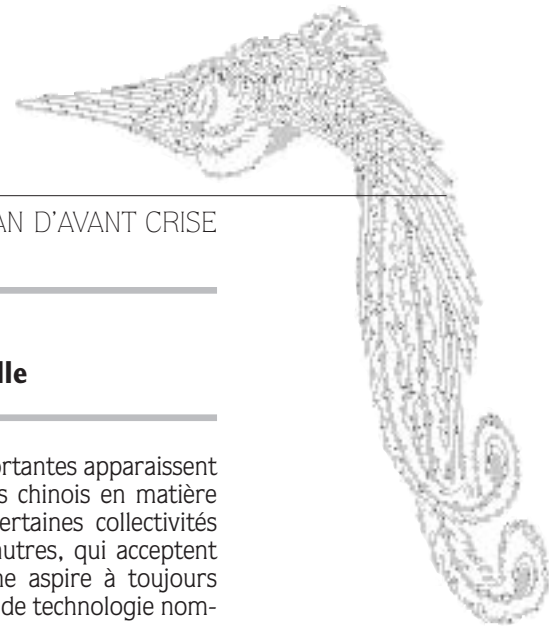 AN D'AVANT CRISE
lle
ortantes apparaissent
s chinois en matière
ertaines collectivités
autres, qui acceptent
ne aspire à toujours
de technologie nom-